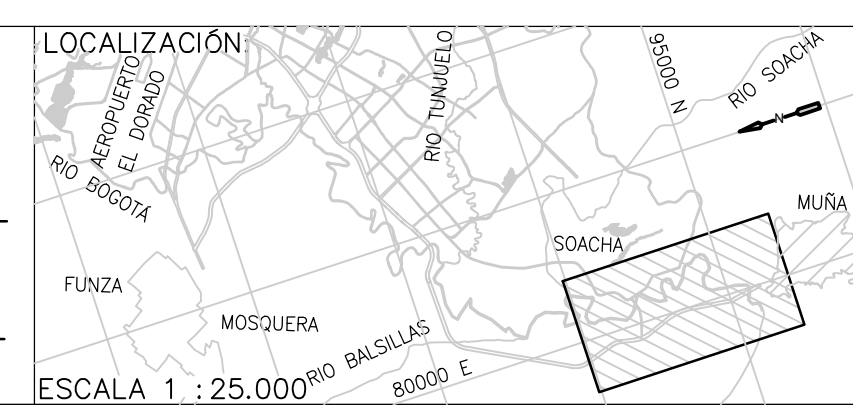 LOCALIZACIÓN:
AEROPUERTO
EL DORADO
RIO BOGOTÁ
RIO TUNJUELO
95000 N
RIO SOACHA
N
MUÑA
SOACHA
FUNZA
MOSQUERA
RIO BALSILLAS
80000 E
ESCALA 1 : 25.000